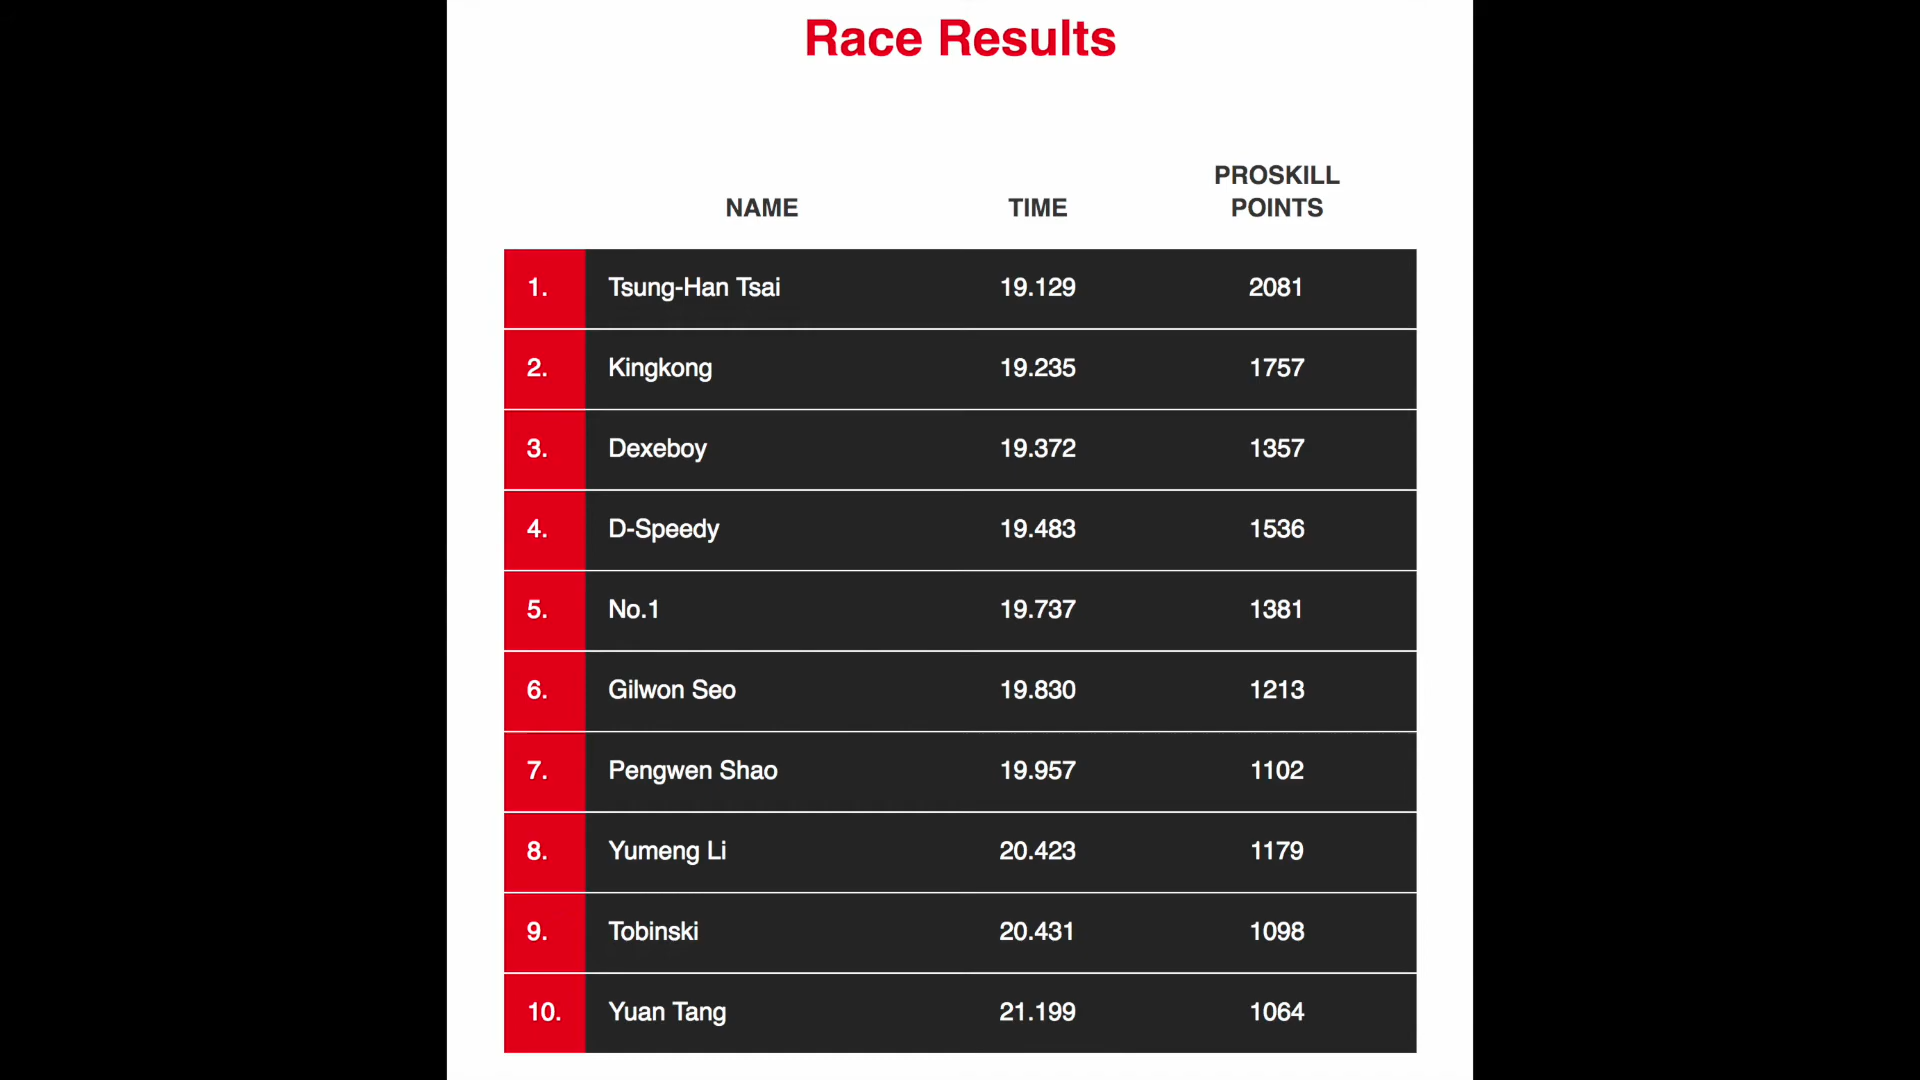 Race Results
NAME TIME PROSKILL
POINTS
1. Tsung-Han Tsai 19.129 2081
2. Kingkong 19.235 1757
3. Dexeboy 19.372 1357
4. D-Speedy 19.483 1536
5. No.1 19.737 1381
6. Gilwon Seo 19.830 1213
7. Pengwen Shao 19.957 1102
8. Yumeng Li 20.423 1179
9. Tobinski 20.431 1098
10. Yuan Tang 21.199 1064